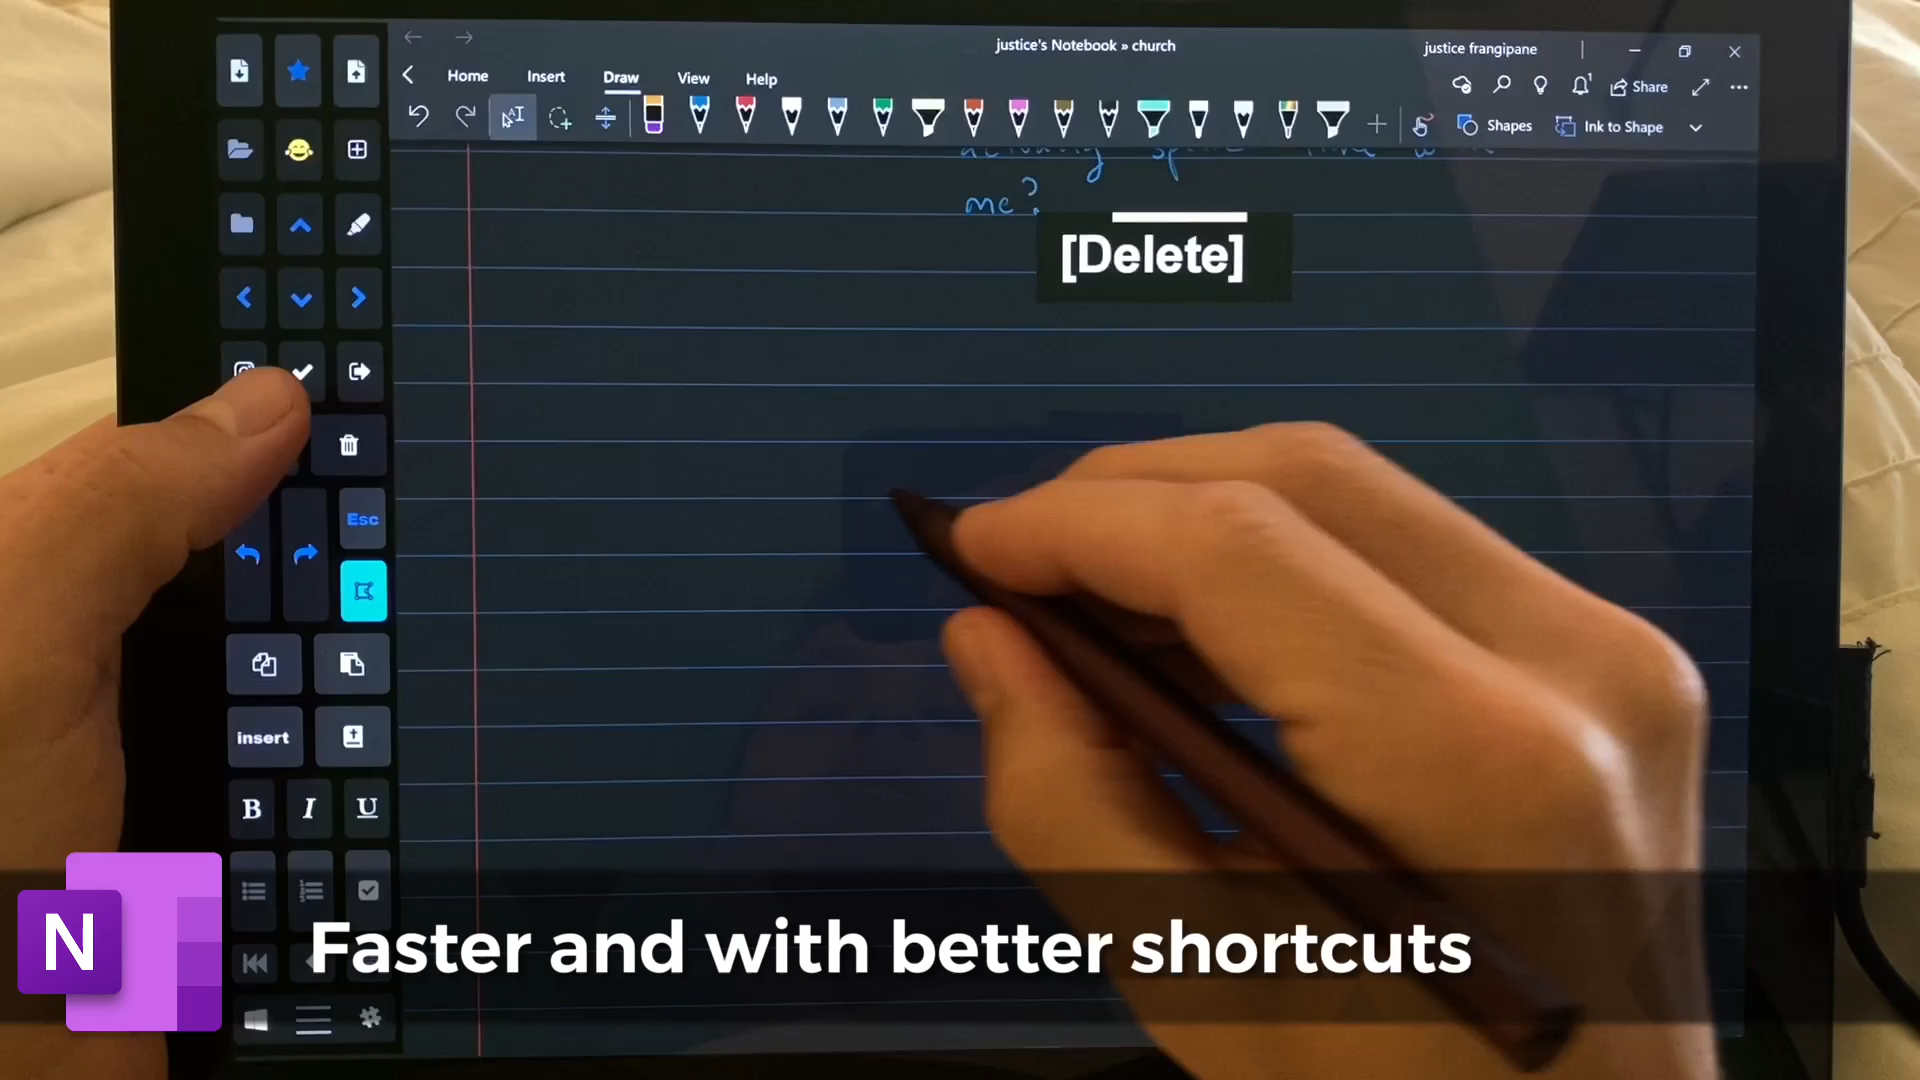 justice's Notebook » church
justice frangipane
Home Insert Draw View Help
Share
Shapes
Ink to Shape
me?
[Delete]
Esc
insert
B I U
N
Faster and with better shortcuts